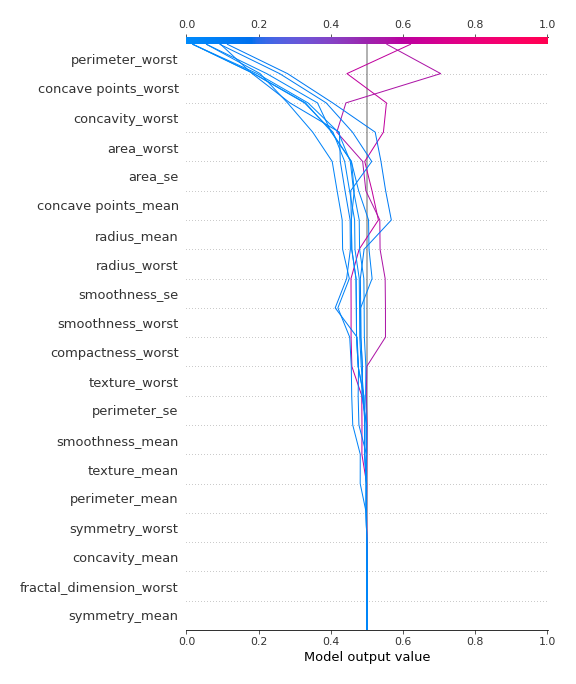 0.0 0.2 0.4 0.6 0.8 1.0
perimeter_worst
concave points_worst
concavity_worst
area_worst
area_se
concave points_mean
radius_mean
radius_worst
smoothness_se
smoothness_worst
compactness_worst
texture_worst
perimeter_se
smoothness_mean
texture_mean
perimeter_mean
symmetry_worst
concavity_mean
fractal_dimension_worst
symmetry_mean
0.0 0.2 0.4 0.6 0.8 1.0
Model output value